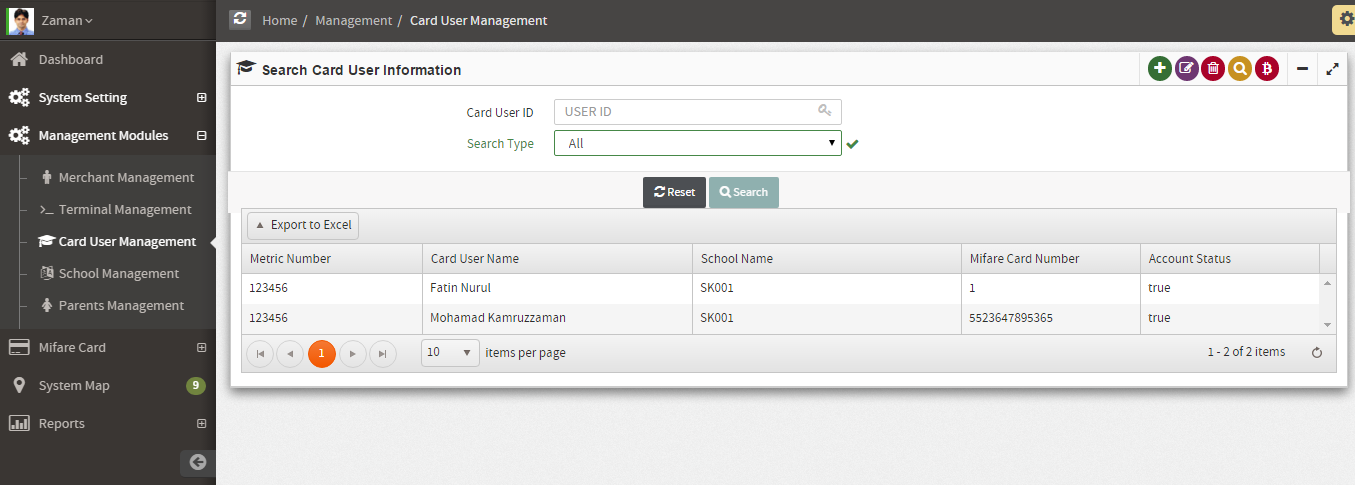 Zaman
Home / Management / Card User Management
Dashboard
System Setting
Management Modules
Merchant Management
Terminal Management
Card User Management
School Management
Parents Management
Mifare Card
System Map 9
Reports
Search Card User Information
Card User ID USER ID
Search Type All
Reset Search
Export to Excel
Metric Number Card User Name School Name Mifare Card Number Account Status
123456 Fatin Nurul SK001 1 true
123456 Mohamad Kamruzzaman SK001 5523647895365 true
1 10 items per page 1 - 2 of 2 items